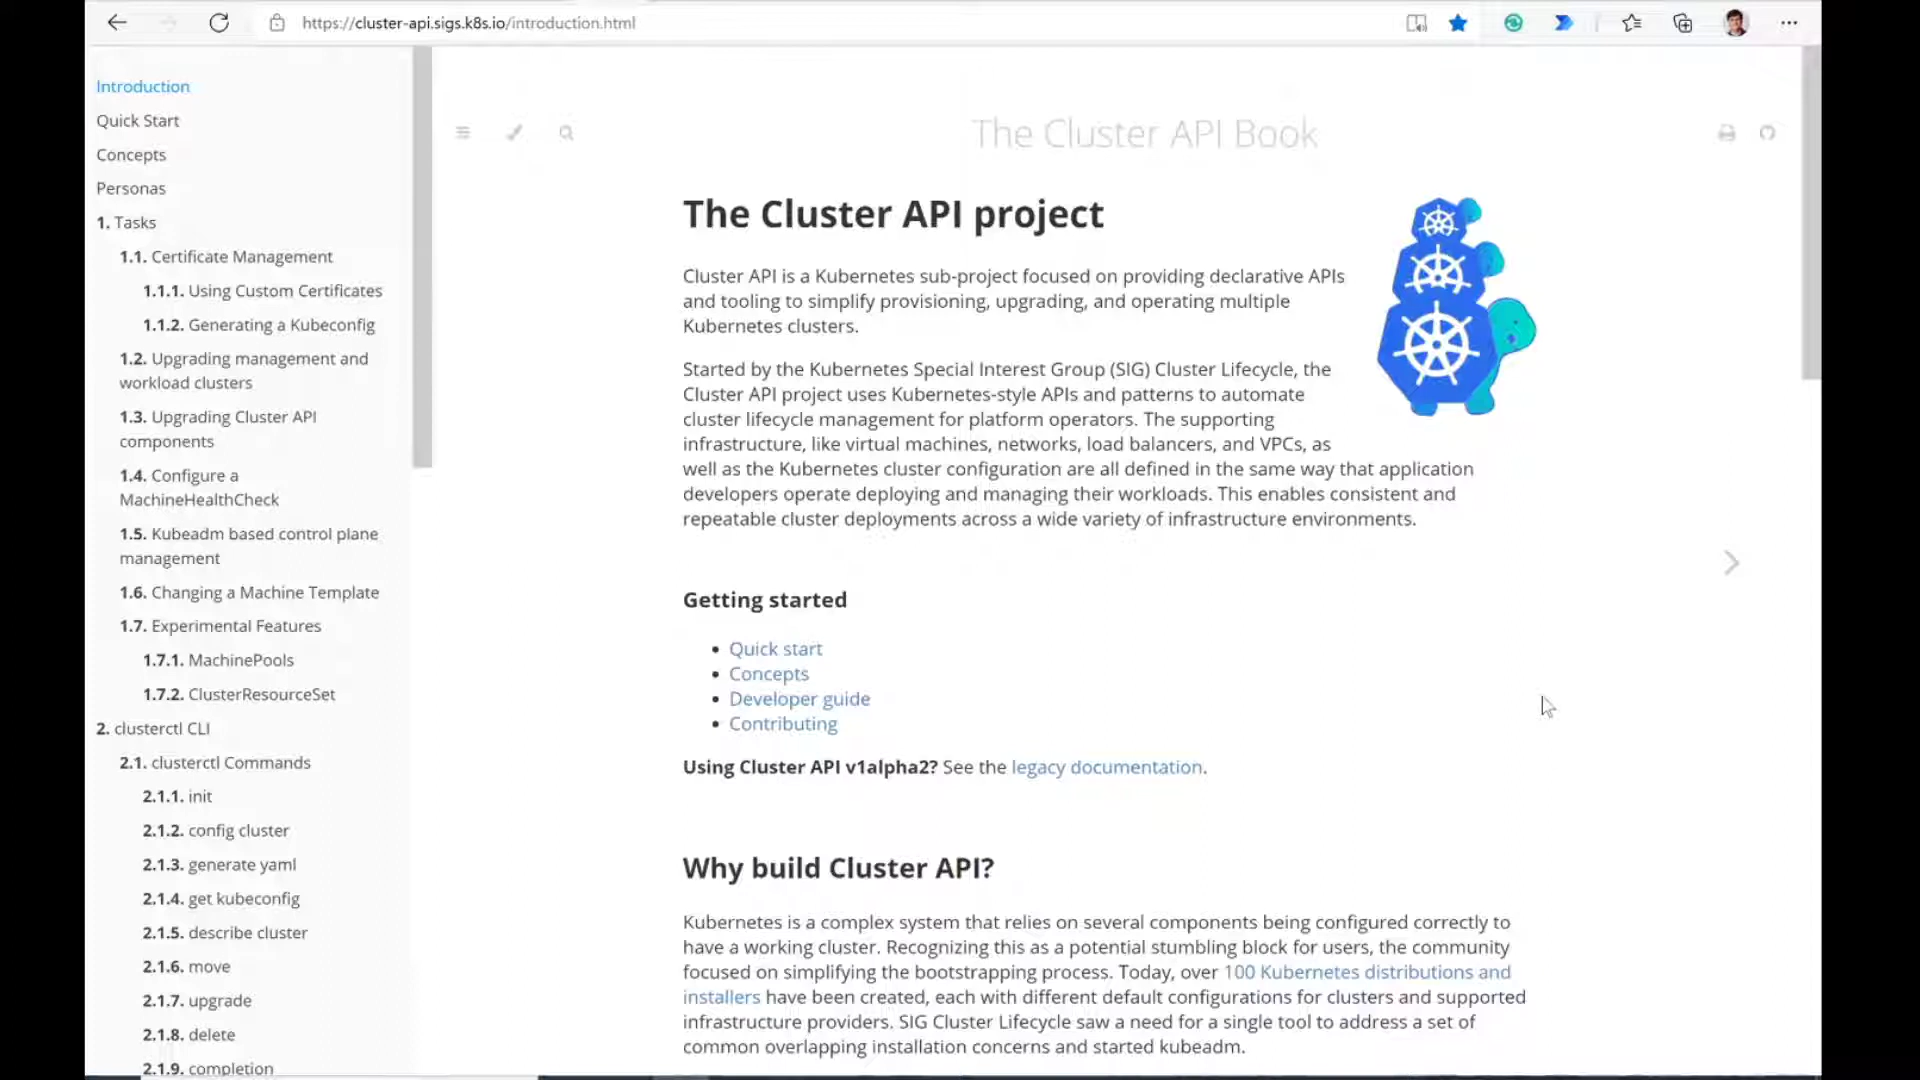 https://cluster-api.sigs.k8s.io/introduction.html
Introduction
Quick Start
Concepts
Personas
1. Tasks
1.1. Certificate Management
1.1.1. Using Custom Certificates
1.1.2. Generating a Kubeconfig
1.2. Upgrading management and
workload clusters
1.3. Upgrading Cluster API
components
1.4. Configure a
MachineHealthCheck
1.5. Kubeadm based control plane
management
1.6. Changing a Machine Template
1.7. Experimental Features
1.7.1. MachinePools
1.7.2. ClusterResourceSet
2. clusterctl CLI
2.1. clusterctl Commands
2.1.1. init
2.1.2. config cluster
2.1.3. generate yaml
2.1.4. get kubeconfig
2.1.5. describe cluster
2.1.6. move
2.1.7. upgrade
2.1.8. delete
2.1.9. completion
The Cluster API Book
The Cluster API project
Cluster API is a Kubernetes sub-project focused on providing declarative APIs
and tooling to simplify provisioning, upgrading, and operating multiple
Kubernetes clusters.
Started by the Kubernetes Special Interest Group (SIG) Cluster Lifecycle, the
Cluster API project uses Kubernetes-style APIs and patterns to automate
cluster lifecycle management for platform operators. The supporting
infrastructure, like virtual machines, networks, load balancers, and VPCs, as
well as the Kubernetes cluster configuration are all defined in the same way that application
developers operate deploying and managing their workloads. This enables consistent and
repeatable cluster deployments across a wide variety of infrastructure environments.
Getting started
• Quick start
• Concepts
• Developer guide
• Contributing
Using Cluster API v1alpha2? See the legacy documentation.
Why build Cluster API?
Kubernetes is a complex system that relies on several components being configured correctly to
have a working cluster. Recognizing this as a potential stumbling block for users, the community
focused on simplifying the bootstrapping process. Today, over 100 Kubernetes distributions and
installers have been created, each with different default configurations for clusters and supported
infrastructure providers. SIG Cluster Lifecycle saw a need for a single tool to address a set of
common overlapping installation concerns and started kubeadm.